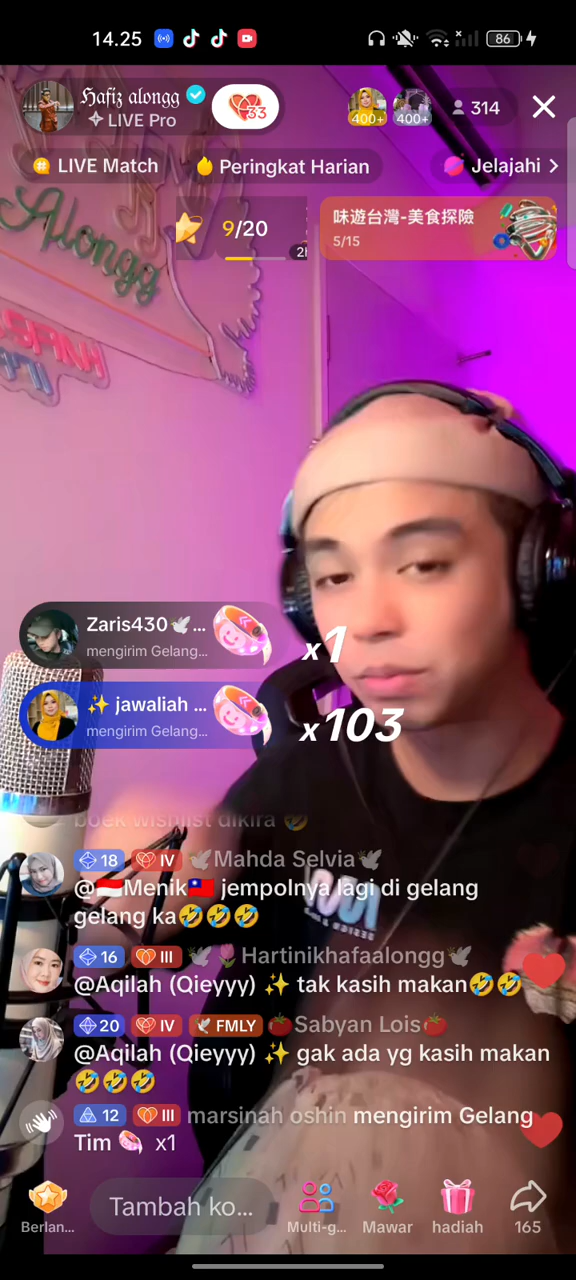 14.25
86
ℌafiz alongg
LIVE Pro
33
400+
400+
314
LIVE Match
Peringkat Harian
Jelajahi >
9/20
味遊台灣-美食探險
5/15
Alongg
Zaris430🕊...
mengirim Gelang...
x1
✨ jawaliah ...
mengirim Gelang...
x103
boek wishlist dikira 🤣
18 IV 🕊Mahda Selvia🕊
@🇮🇩Menik🇹🇼 jempolnya lagi di gelang
gelang ka🤣🤣🤣
16 III 🕊🌷Hartinikhafaalongg🕊
@Aqilah (Qieyyy) ✨ tak kasih makan🤣🤣
20 IV FMLY 🍅Sabyan Lois🍅
@Aqilah (Qieyyy) ✨ gak ada yg kasih makan
🤣🤣🤣
12 III marsinah oshin mengirim Gelang
Tim x1
Berlan...
Tambah ko...
Multi-g...
Mawar
hadiah
165